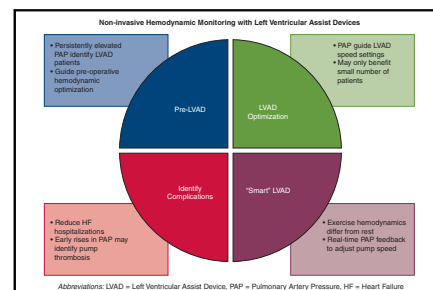 Non-invasive Hemodynamic Monitoring with Left Ventricular Assist Devices
• Persistently elevated
PAP identify LVAD
patients
• Guide pre-operative
hemodynamic
optimization
• PAP guide LVAD
speed settings
• May only benefit
small number of
patients
Pre-LVAD
LVAD
Optimization
Identify
Complications
"Smart" LVAD
• Reduce HF
hospitalizations
• Early rises in PAP may
identify pump
thrombosis
• Exercise hemodynamics
differ from rest
• Real-time PAP feedback
to adjust pump speed
Abbreviations: LVAD = Left Ventricular Assist Device, PAP = Pulmonary Artery Pressure, HF = Heart Failure